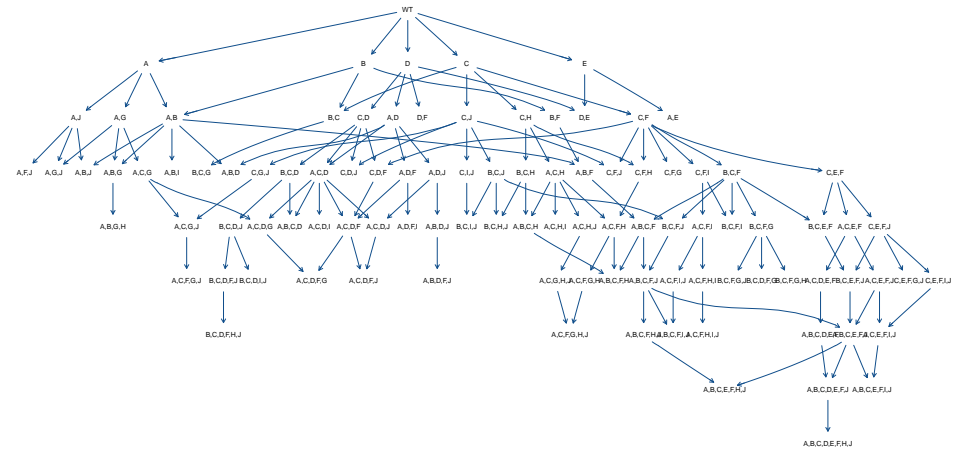 WT
A B D C E
A,J A,G A,B B,C C,D A,D D,F C,J C,H B,F D,E C,F A,E
A,F,J A,G,J A,B,J A,B,G A,C,G A,B,I B,C,G A,B,D C,G,J B,C,D A,C,D C,D,J C,D,F A,D,F A,D,J C,I,J B,C,J B,C,H A,C,H A,B,F C,F,J C,F,H C,F,G C,F,I B,C,F C,E,F
A,B,G,H A,C,G,J B,C,D,J A,C,D,G A,B,C,D A,C,D,I A,C,D,F A,C,D,J A,D,F,J A,B,D,J B,C,I,J B,C,H,J A,B,C,H A,C,H,I A,C,H,J A,C,F,H A,B,C,F B,C,F,J A,C,F,I B,C,F,I B,C,F,G B,C,E,F A,C,E,F C,E,F,J
A,C,F,G,J B,C,D,F,J B,C,D,I,J A,C,D,F,G A,C,D,F,J A,B,D,F,J A,C,G,H,J A,C,F,G,H A,B,C,F,H A,B,C,F,J A,C,F,I,J A,C,F,H,I B,C,F,G,J B,C,D,F,G B,C,F,G,H A,C,D,E,F B,C,E,F,J A,C,E,F,J C,E,F,G,J C,E,F,I,J
B,C,D,F,H,J A,C,F,G,H,J A,B,C,F,H,J A,B,C,F,I,J A,C,F,H,I,J A,B,C,D,E,F A,B,C,E,F,J A,C,E,F,I,J
A,B,C,E,F,H,J A,B,C,D,E,F,J A,B,C,E,F,I,J
A,B,C,D,E,F,H,J